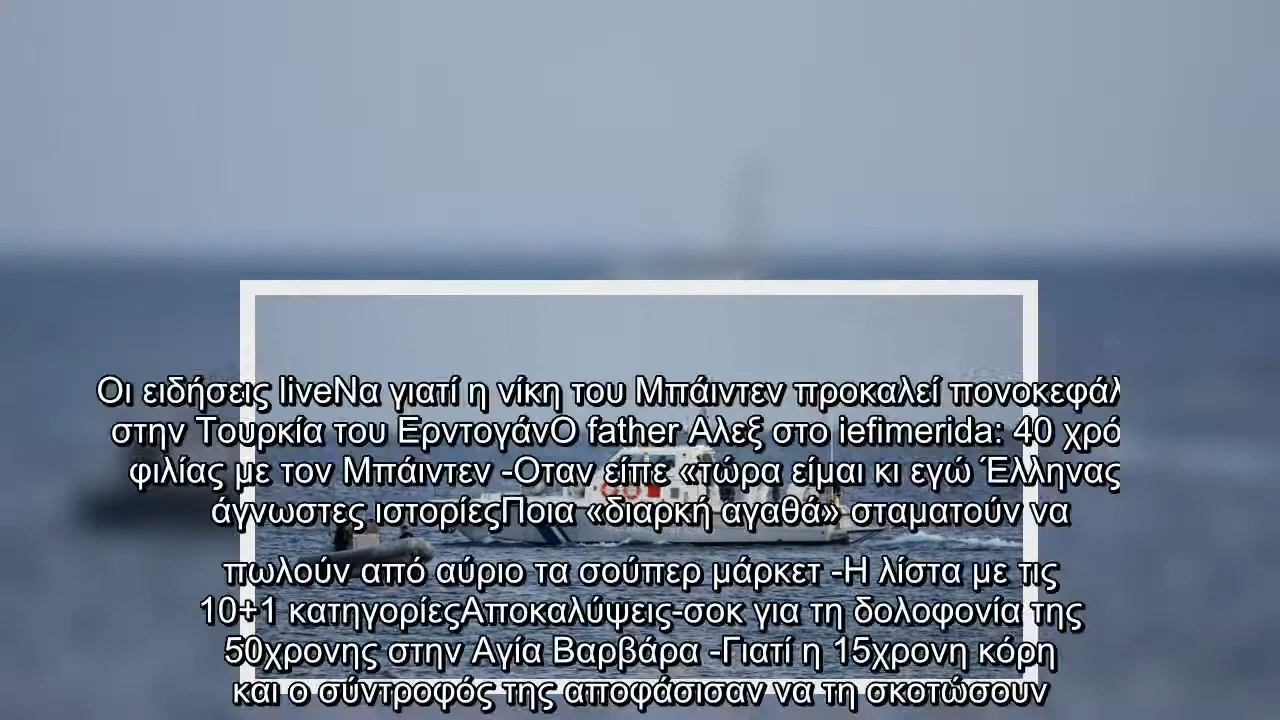 Οι ειδήσεις liveΝα γιατί η νίκη του Μπάιντεν προκαλεί
στην Τουρκία του ΕρντογάνΟ father Αλεξ στο iefimerida: 40
φιλίας με τον Μπάιντεν -Οταν είπε «τώρα είμαι κι εγώ Έλληνας
άγνωστες ιστορίεςΠοια «διαρκή αγαθά» σταματούν να
πωλούν από αύριο τα σούπερ μάρκετ -Η λίστα με τις
10+1 κατηγορίεςΑποκαλύψεις-σοκ για τη δολοφονία της
50χρονης στην Αγία Βαρβάρα -Γιατί η 15χρονη κόρη
και ο σύντροφός της αποφάσισαν να τη σκοτώσουν